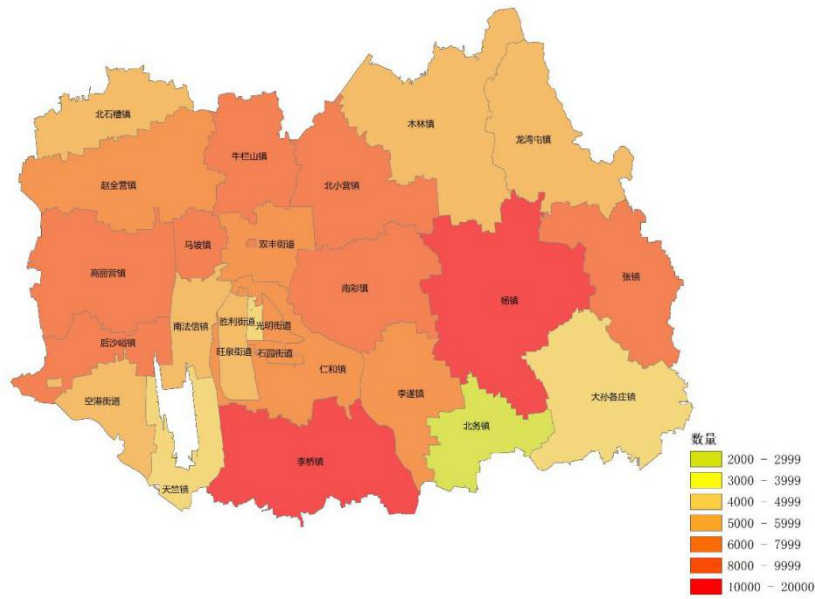 北石槽镇
木林镇
龙湾屯镇
牛栏山镇
赵全营镇
北小营镇
马坡镇
双丰街道
高丽营镇
张镇
南彩镇
杨镇
南法信镇
胜利街道
光明街道
后沙峪镇
旺泉街道
石园街道
仁和镇
李遂镇
大孙各庄镇
空港街道
北务镇
李桥镇
天竺镇
数量
2000 - 2999
3000 - 3999
4000 - 4999
5000 - 5999
6000 - 7999
8000 - 9999
10000 - 20000